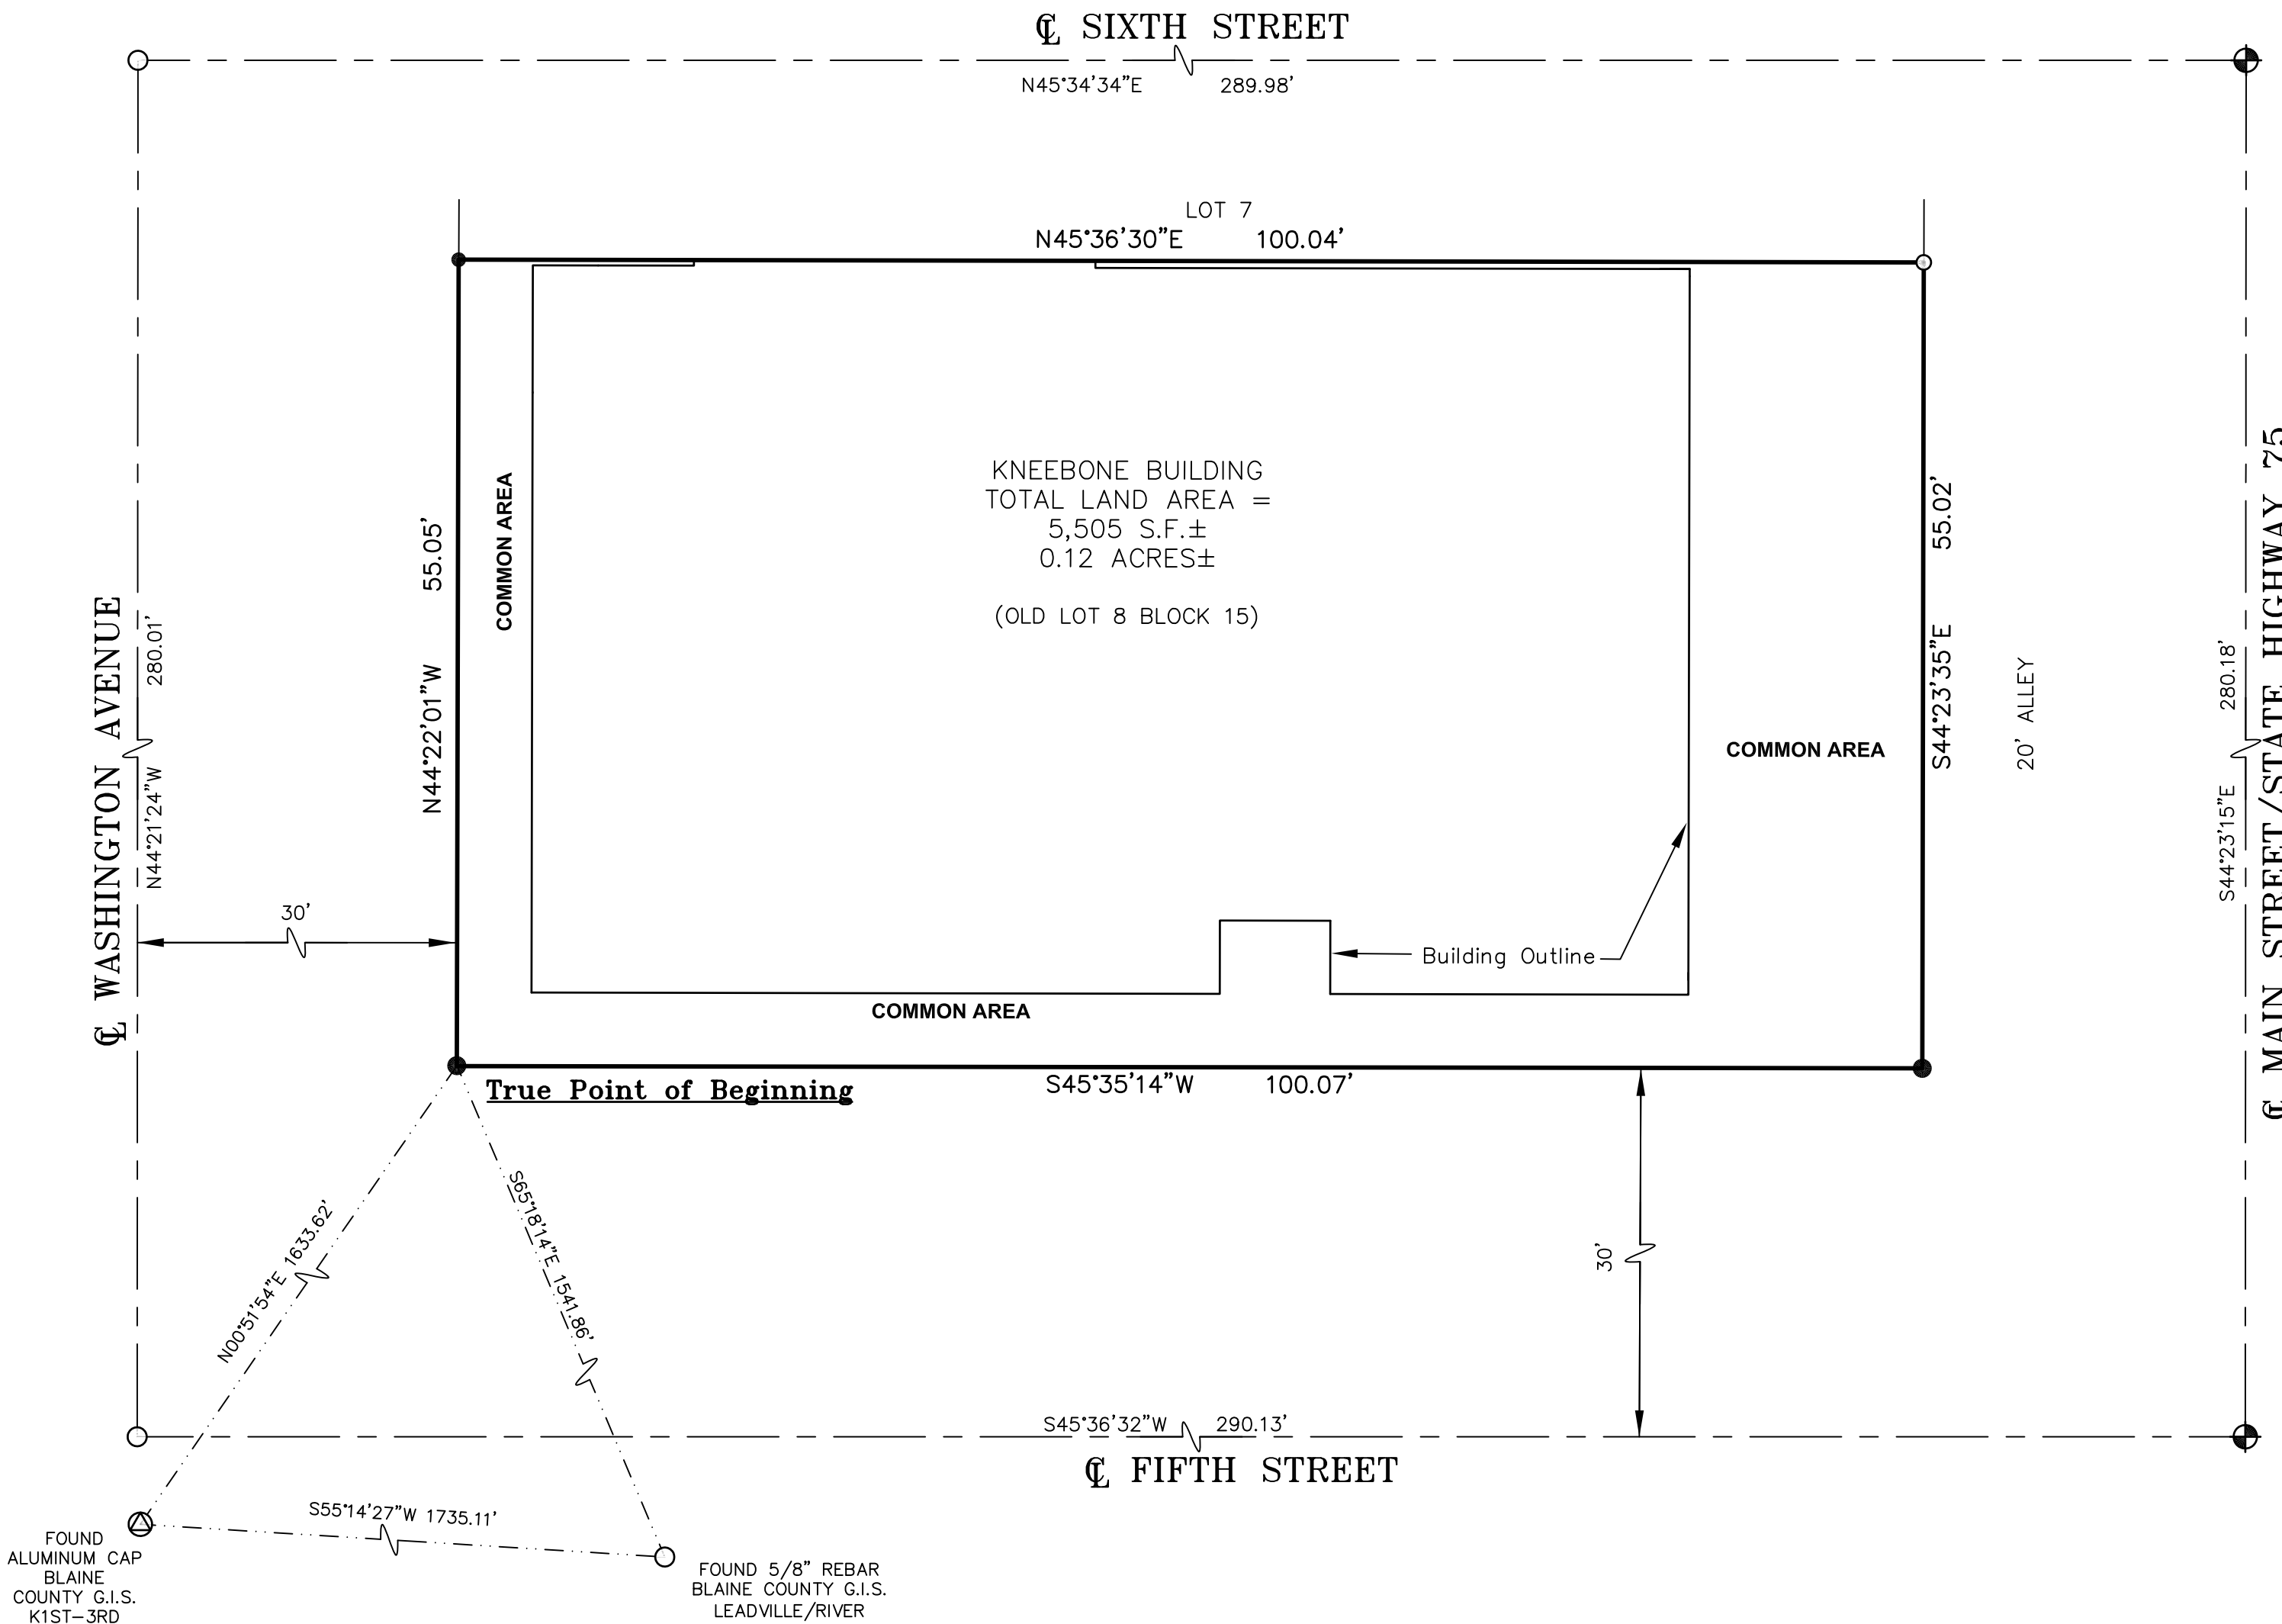 ℄ SIXTH STREET
N45°34'34"E 289.98'
LOT 7
N45°36'30"E 100.04'
KNEEBONE BUILDING
TOTAL LAND AREA =
5,505 S.F.±
0.12 ACRES±
(OLD LOT 8 BLOCK 15)
COMMON AREA
55.05'
N44°22'01"W
℄ WASHINGTON AVENUE
280.01'
N44°21'24"W
30'
COMMON AREA
55.02'
S44°23'35"E
20' ALLEY
280.18'
S44°23'15"E
℄ MAIN STREET/STATE HIGHWAY 75
Building Outline
COMMON AREA
True Point of Beginning
S45°35'14"W 100.07'
30'
N00°51'54"E 1633.62'
S65°18'14"E 1541.86'
S45°36'32"W 290.13'
℄ FIFTH STREET
S55°14'27"W 1735.11'
FOUND
ALUMINUM CAP
BLAINE
COUNTY G.I.S.
K1ST-3RD
FOUND 5/8" REBAR
BLAINE COUNTY G.I.S.
LEADVILLE/RIVER